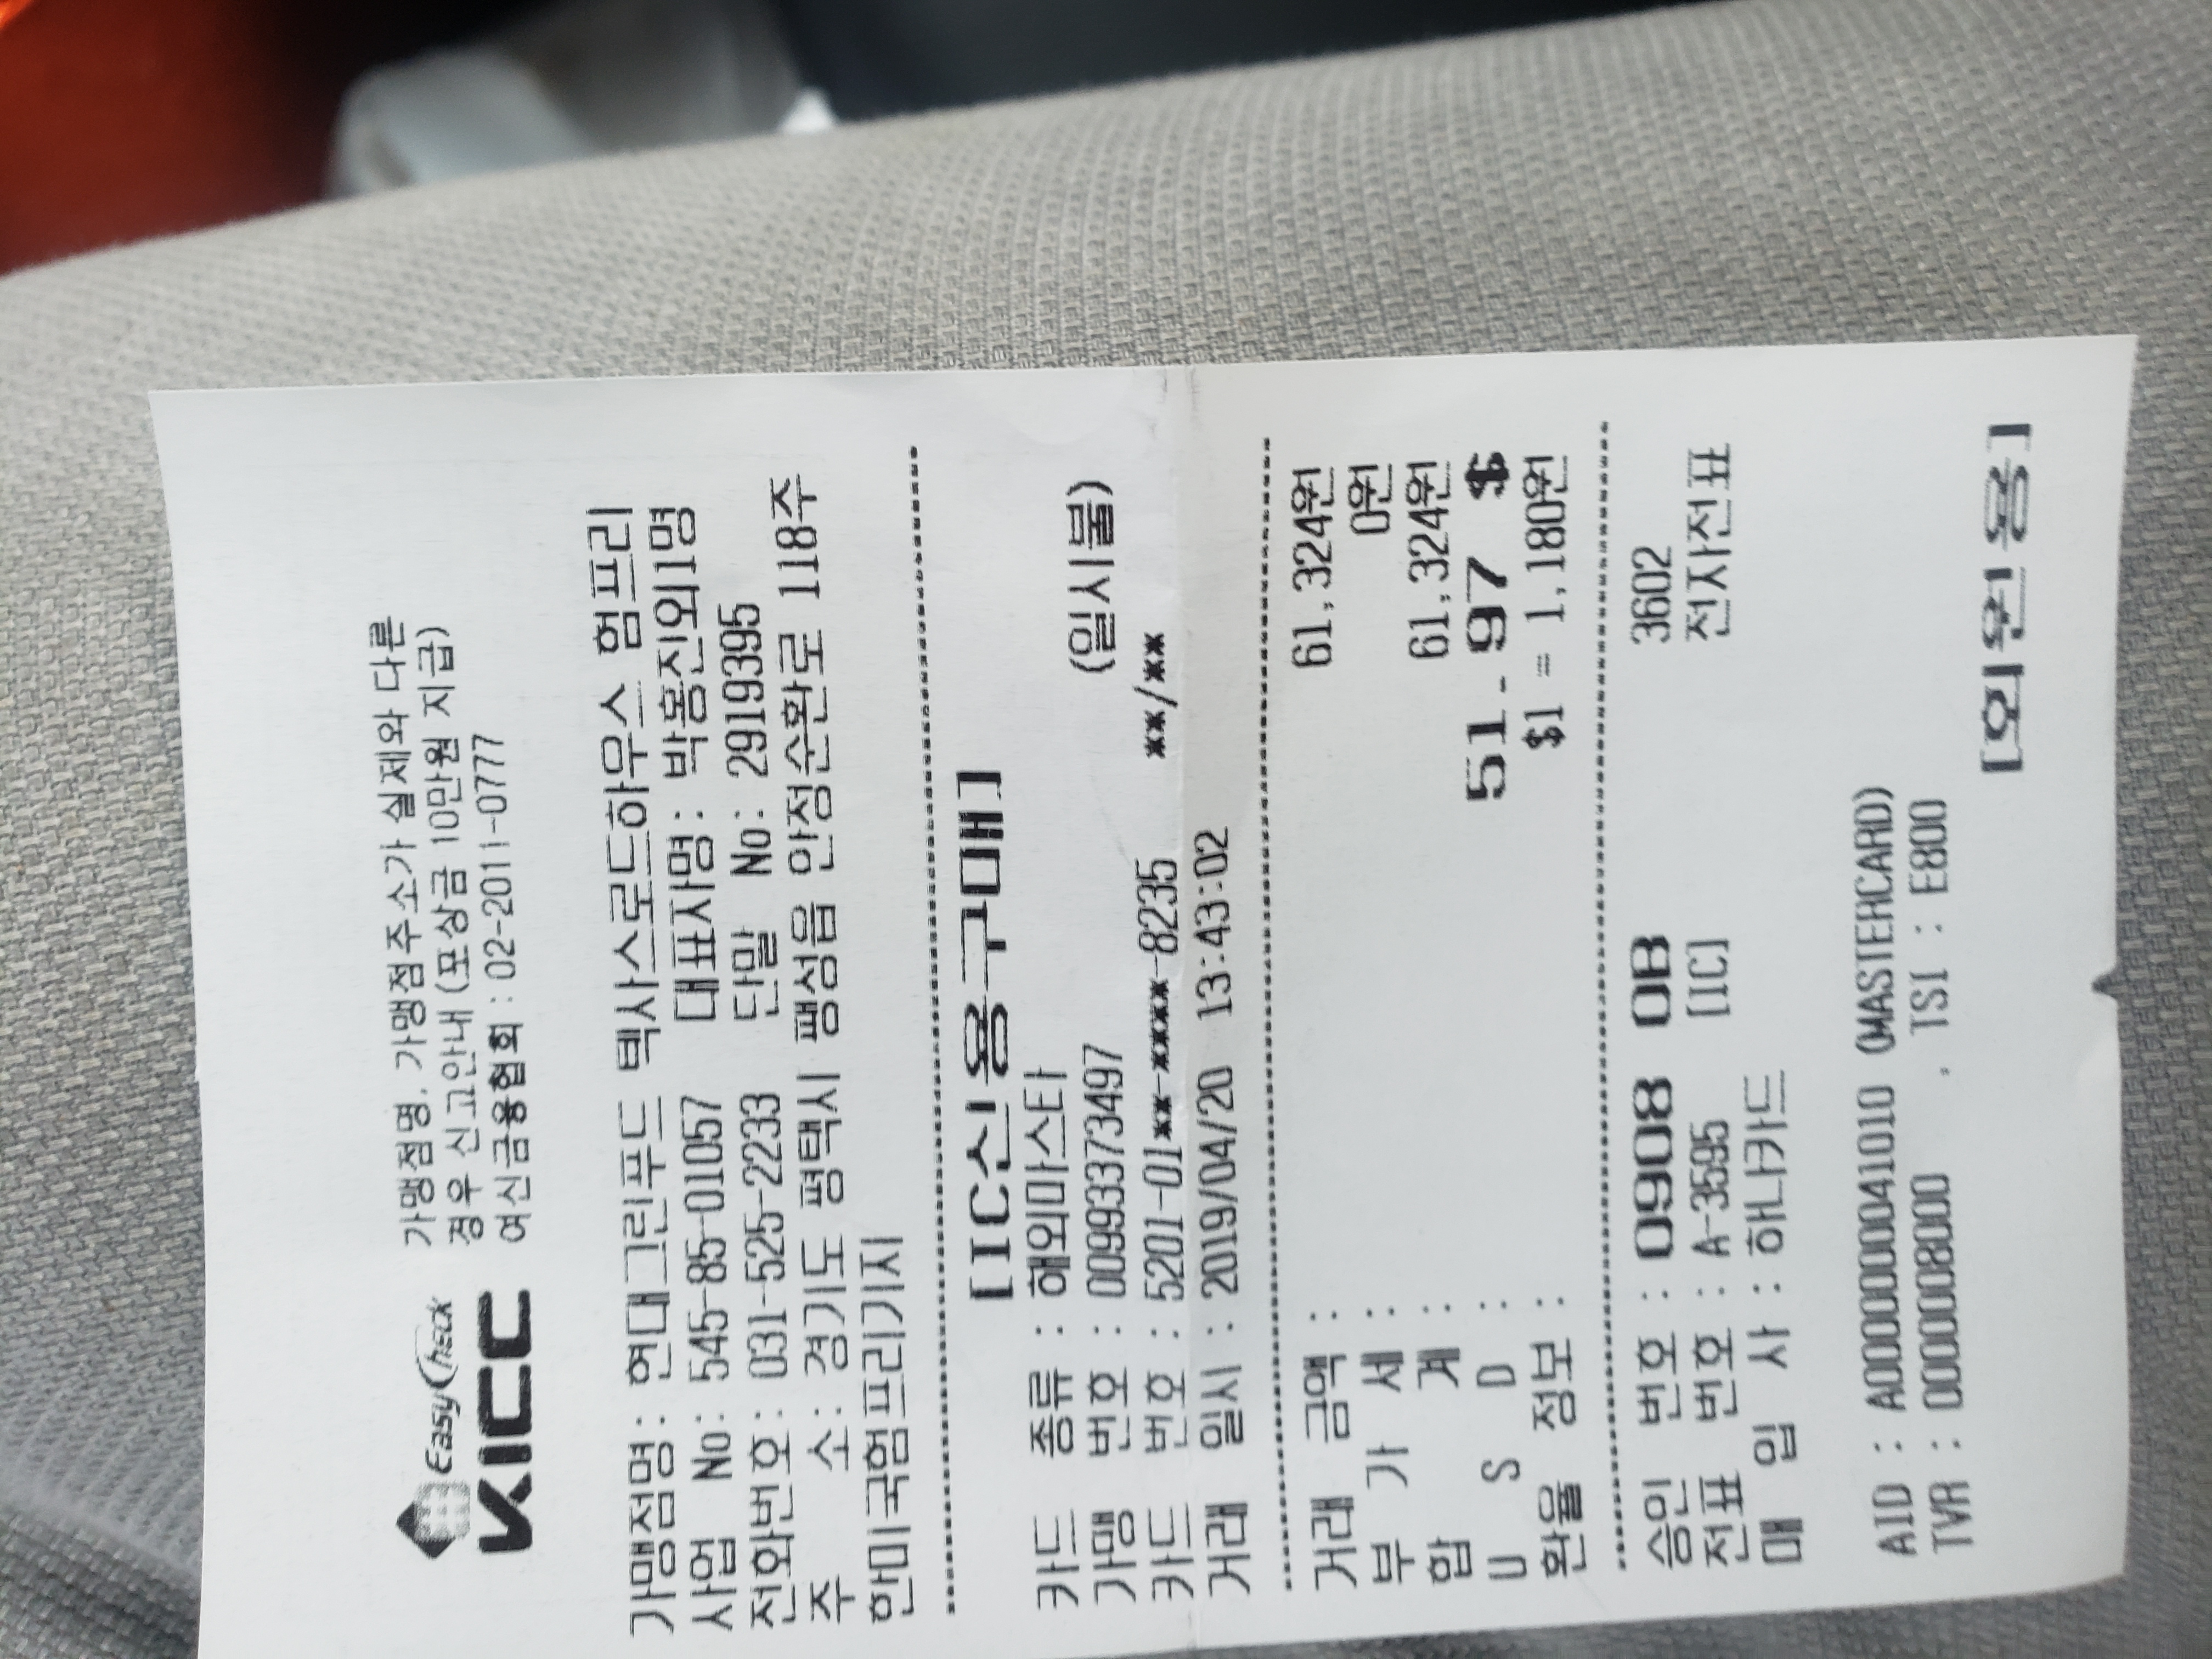 EasyCheck
KICC
가맹점명, 가맹점주소가 실제와 다른
경우 신고안내 (포상금 10만원 지급)
여신금융협회 : 02-2011-0777
가맹점명: 현대그린푸드 텍사스로드하우스 험프리
사업 No: 545-85-01057 대표자명: 박홍진외1명
전화번호: 031-525-2233 단말 No: 2919395
주 소: 경기도 평택시 팽성읍 안정순환로 118주
한미국험프리기지
[IC신용구매]
카드 종류 : 해외마스타 (일시불)
가맹 번호 : 00993373497
카드 번호 : 5201-01**-****-8235 **/**
거래 일시 : 2019/04/20 13:43:02
거래 금액 : 61,324원
부 가 세 : 0원
합 계 : 61,324원
U S D : 51.97 $
환율 정보 : $1 = 1,180원
승인 번호 : 0908 0B 3602
전표 번호 : A-3595 [IC] 전자전표
매 입 사 : 하나카드
AID : A0000000041010 (MASTERCARD)
TVR : 0000008000 , TSI : E800
[회원용]